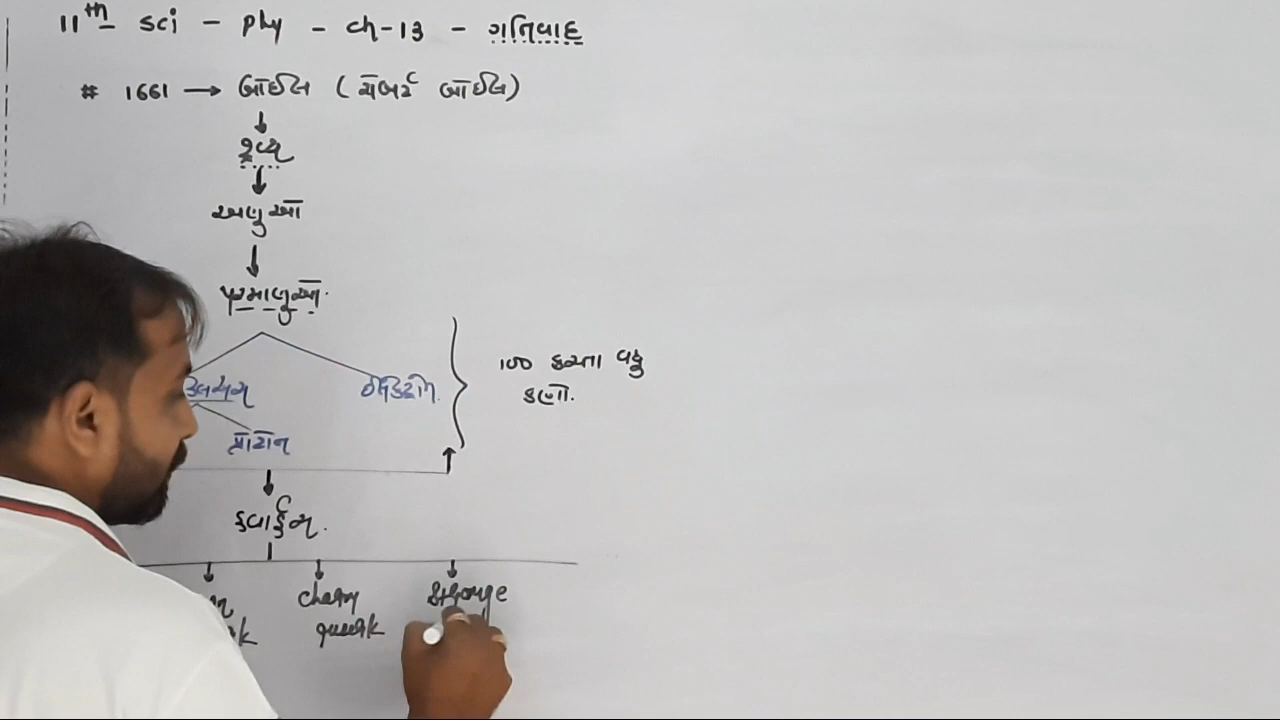 11th sci - phy - ch-13 - ગતિવાદ
# 1661 → બૉઈલ ( રૉબર્ટ બૉઈલ)
↓
દ્રવ્ય
↓
અણુઓ
↓
પરમાણુઓ.
100 કરતા વધુ
કણો.
ઈલેક્ટ્રોન.
પ્રોટોન
↓
ક્વાર્કસ.
charm
quark
strange